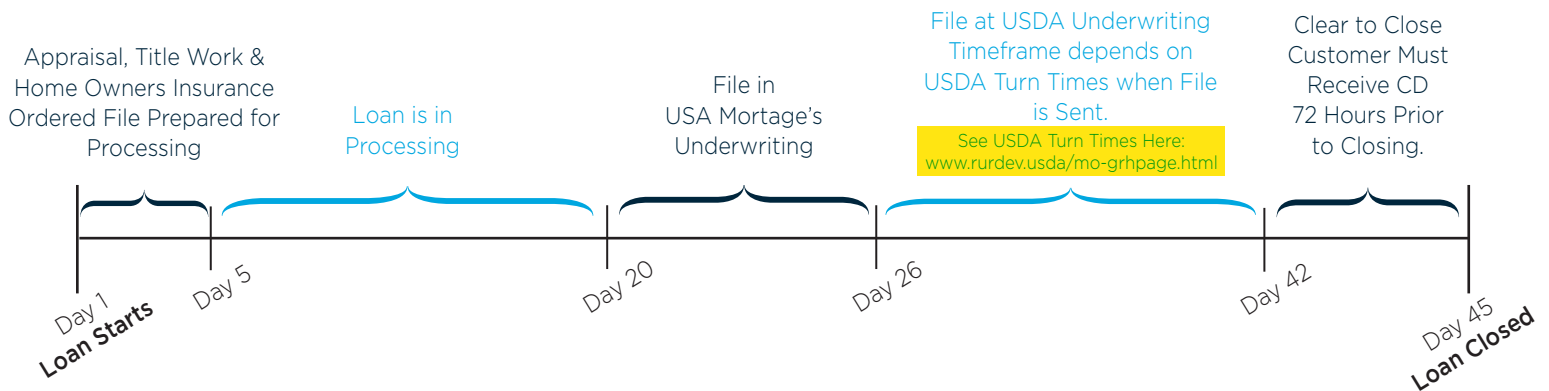 Appraisal, Title Work &
Home Owners Insurance
Ordered File Prepared for
Processing
Loan is in
Processing
File in
USA Mortage's
Underwriting
File at USDA Underwriting
Timeframe depends on
USDA Turn Times when File
is Sent.
See USDA Turn Times Here:
www.rurdev.usda/mo-grhpage.html
Clear to Close
Customer Must
Receive CD
72 Hours Prior
to Closing.
Day 1
Loan Starts
Day 5
Day 20
Day 26
Day 42
Day 45
Loan Closed